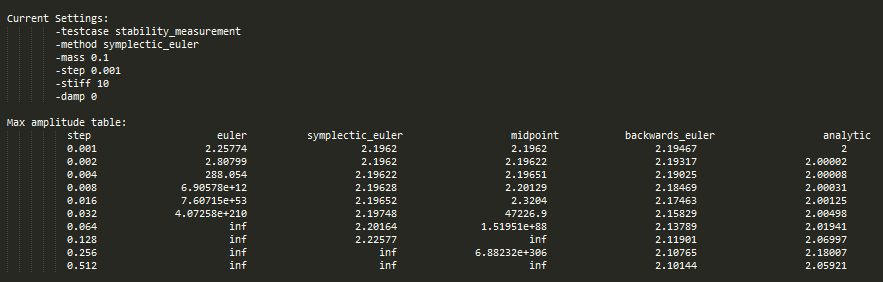 Current Settings:
-testcase stability_measurement
-method symplectic_euler
-mass 0.1
-step 0.001
-stiff 10
-damp 0
Max amplitude table:
step euler symplectic_euler midpoint backwards_euler analytic
0.001 2.25774 2.1962 2.1962 2.19467 2
0.002 2.80799 2.1962 2.19622 2.19317 2.00002
0.004 288.054 2.19622 2.19651 2.19025 2.00008
0.008 6.90578e+12 2.19628 2.20129 2.18469 2.00031
0.016 7.60715e+53 2.19652 2.3204 2.17463 2.00125
0.032 4.07258e+210 2.19748 47226.9 2.15829 2.00498
0.064 inf 2.20164 1.51951e+88 2.13789 2.01941
0.128 inf 2.22577 inf 2.11901 2.06997
0.256 inf inf 6.88232e+306 2.10765 2.18007
0.512 inf inf inf 2.10144 2.05921